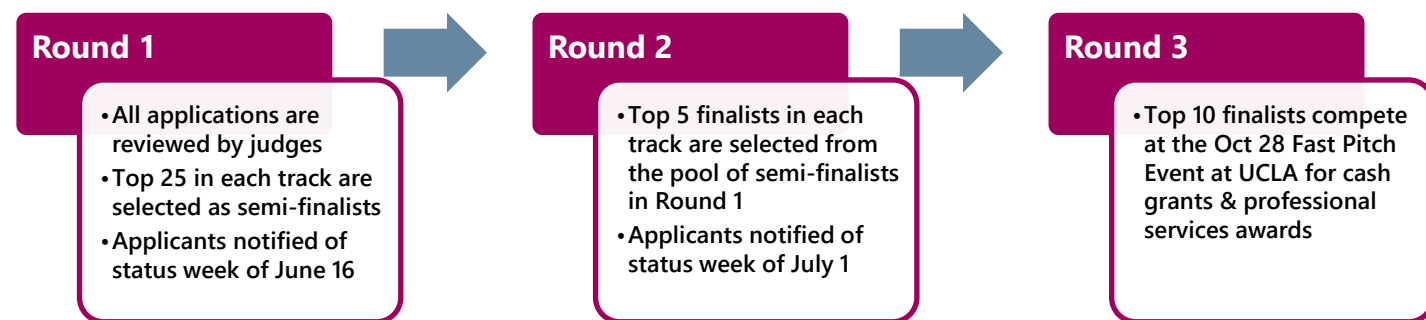 Round 1
•All applications are
reviewed by judges
•Top 25 in each track are
selected as semi-finalists
•Applicants notified of
status week of June 16
Round 2
•Top 5 finalists in each
track are selected from
the pool of semi-finalists
in Round 1
•Applicants notified of
status week of July 1
Round 3
•Top 10 finalists compete
at the Oct 28 Fast Pitch
Event at UCLA for cash
grants & professional
services awards